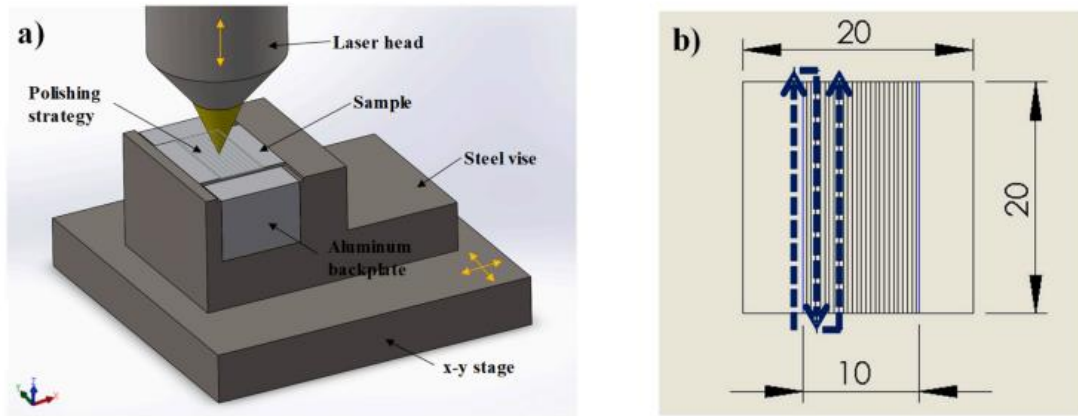 a)
Laser head
Polishing
strategy
Sample
Steel vise
Aluminum
backplate
x-y stage
b)
20
20
10